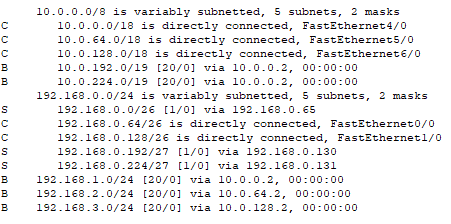 10.0.0.0/8 is variably subnetted, 5 subnets, 2 masks
C       10.0.0.0/18 is directly connected, FastEthernet4/0
C       10.0.64.0/18 is directly connected, FastEthernet5/0
C       10.0.128.0/18 is directly connected, FastEthernet6/0
B       10.0.192.0/19 [20/0] via 10.0.0.2, 00:00:00
B       10.0.224.0/19 [20/0] via 10.0.0.2, 00:00:00
     192.168.0.0/24 is variably subnetted, 5 subnets, 2 masks
S       192.168.0.0/26 [1/0] via 192.168.0.65
C       192.168.0.64/26 is directly connected, FastEthernet0/0
C       192.168.0.128/26 is directly connected, FastEthernet1/0
S       192.168.0.192/27 [1/0] via 192.168.0.130
S       192.168.0.224/27 [1/0] via 192.168.0.131
B    192.168.1.0/24 [20/0] via 10.0.0.2, 00:00:00
B    192.168.2.0/24 [20/0] via 10.0.64.2, 00:00:00
B    192.168.3.0/24 [20/0] via 10.0.128.2, 00:00:00